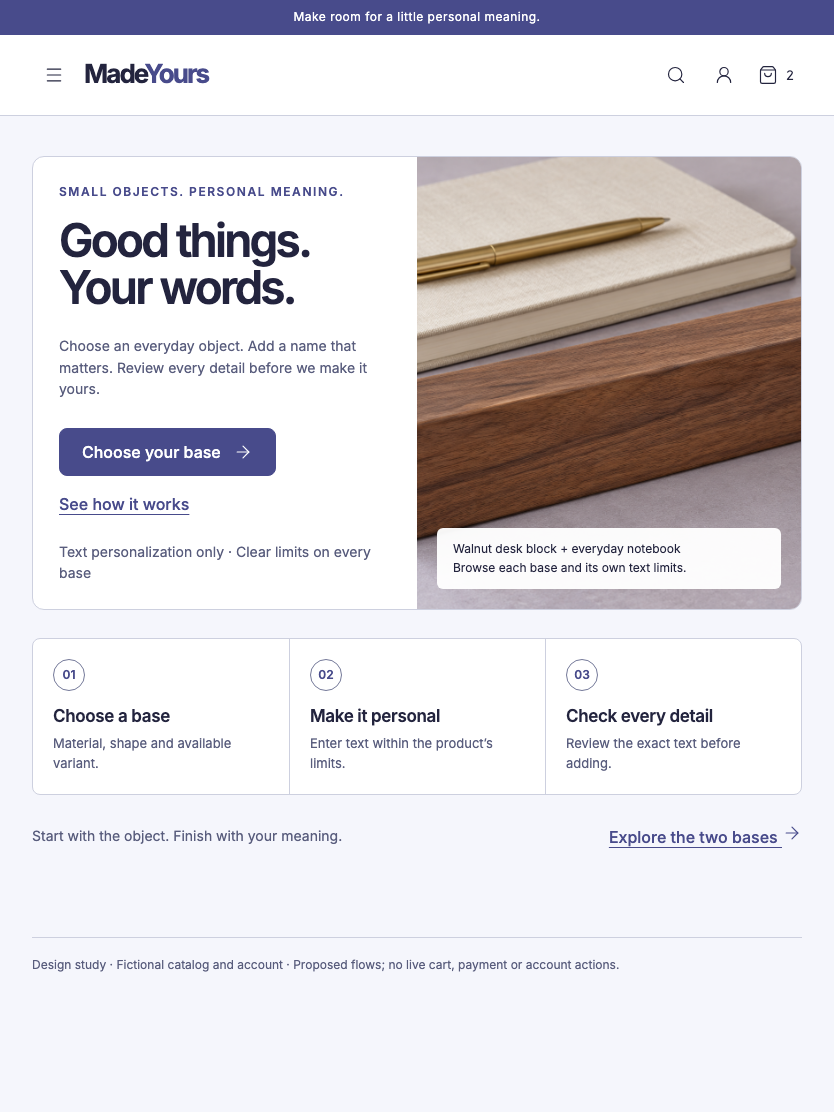 Make room for a little personal meaning.
MadeYours
2
SMALL OBJECTS. PERSONAL MEANING.
Good things.
Your words.
Choose an everyday object. Add a name that
matters. Review every detail before we make it
yours.
Choose your base
See how it works
Text personalization only · Clear limits on every
base
Walnut desk block + everyday notebook
Browse each base and its own text limits.
01
Choose a base
Material, shape and available
variant.
02
Make it personal
Enter text within the product’s
limits.
03
Check every detail
Review the exact text before
adding.
Start with the object. Finish with your meaning.
Explore the two bases
Design study · Fictional catalog and account · Proposed flows; no live cart, payment or account actions.